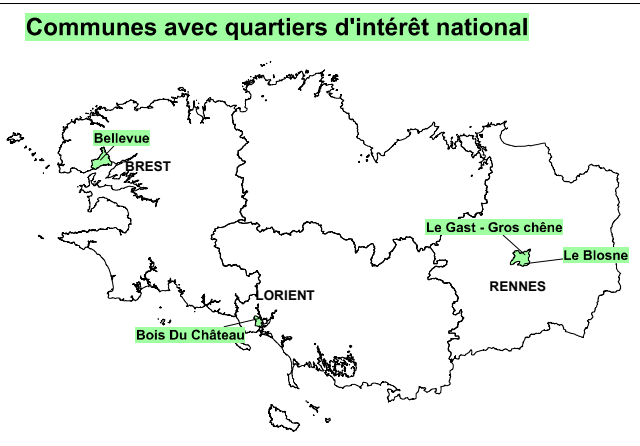 Communes avec quartiers d'intérêt national
Bellevue
BREST
Le Gast - Gros chêne
Le Blosne
RENNES
LORIENT
Bois Du Château